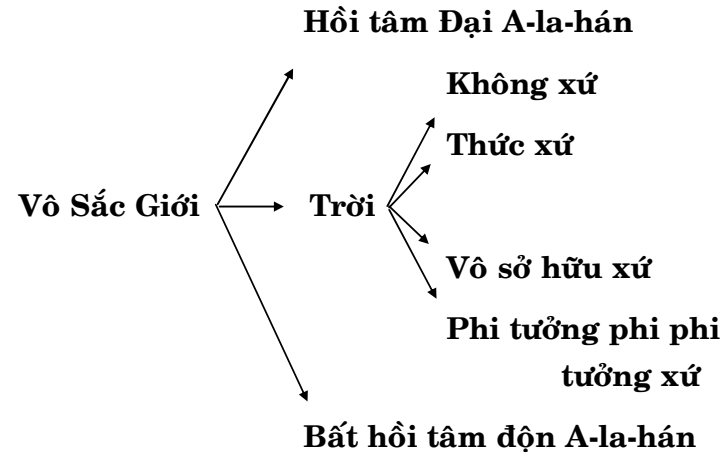 Hồi tâm Đại A-la-hán
Không xứ
Thức xứ
Vô Sắc Giới
Trời
Vô sở hữu xứ
Phi tưởng phi phi
tưởng xứ
Bất hồi tâm độn A-la-hán